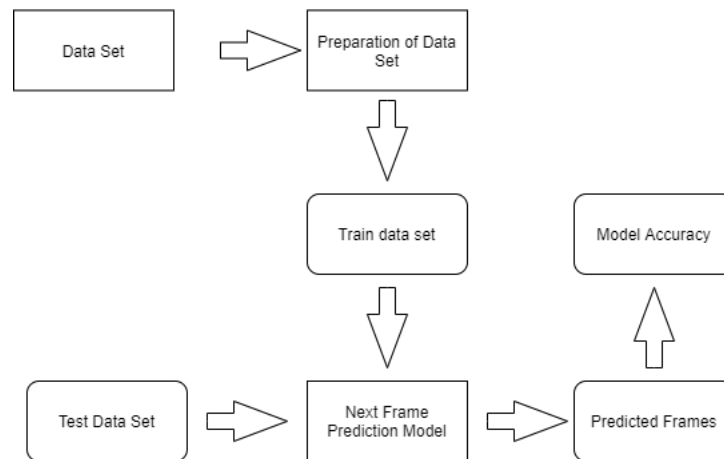 Data Set
Preparation of Data
Set
Train data set
Model Accuracy
Test Data Set
Next Frame
Prediction Model
Predicted Frames